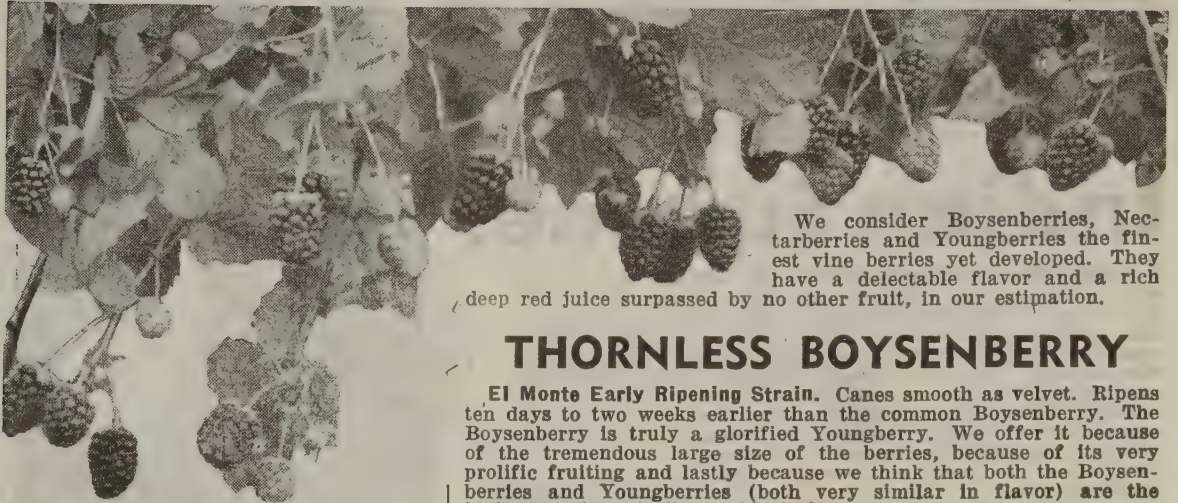 We consider Boysenberries, Nec-
tarberries and Youngberries the fin-
est vine berries yet developed. They
have a delectable flavor and a rich
deep red juice surpassed by no other fruit, in our estimation.
THORNLESS BOYSENBERRY
El Monte Early Ripening Strain. Canes smooth as velvet. Ripens
ten days to two weeks earlier than the common Boysenberry. The
Boysenberry is truly a glorified Youngberry. We offer it because
of the tremendous large size of the berries, because of its very
prolific fruiting and lastly because we think that both the Boysen-
berries and Youngberries (both very similar in flavor) are the